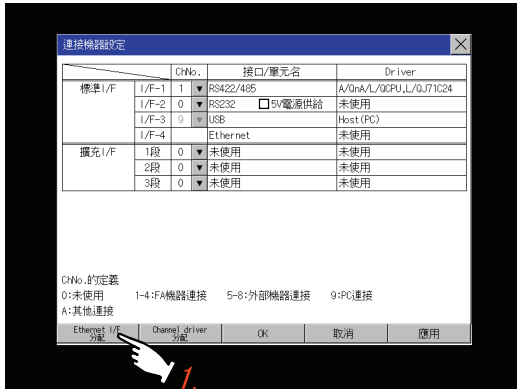 連接機器設定
ChNo. 接口/單元名 Driver
標準I/F I/F-1 1 RS422/485 A/QnA/L/QCPU,L/QJ71C24
I/F-2 0 RS232 5V電源供給 未使用
I/F-3 9 USB Host(PC)
I/F-4 Ethernet 未使用
擴充I/F 1段 0 未使用 未使用
2段 0 未使用 未使用
3段 0 未使用 未使用
ChNo.的定義
0:未使用 1-4:FA機器連接 5-8:外部機器連接 9:PC連接
A:其他連接
Ethernet I/F 分配 Channel driver 分配 OK 取消 應用
1.